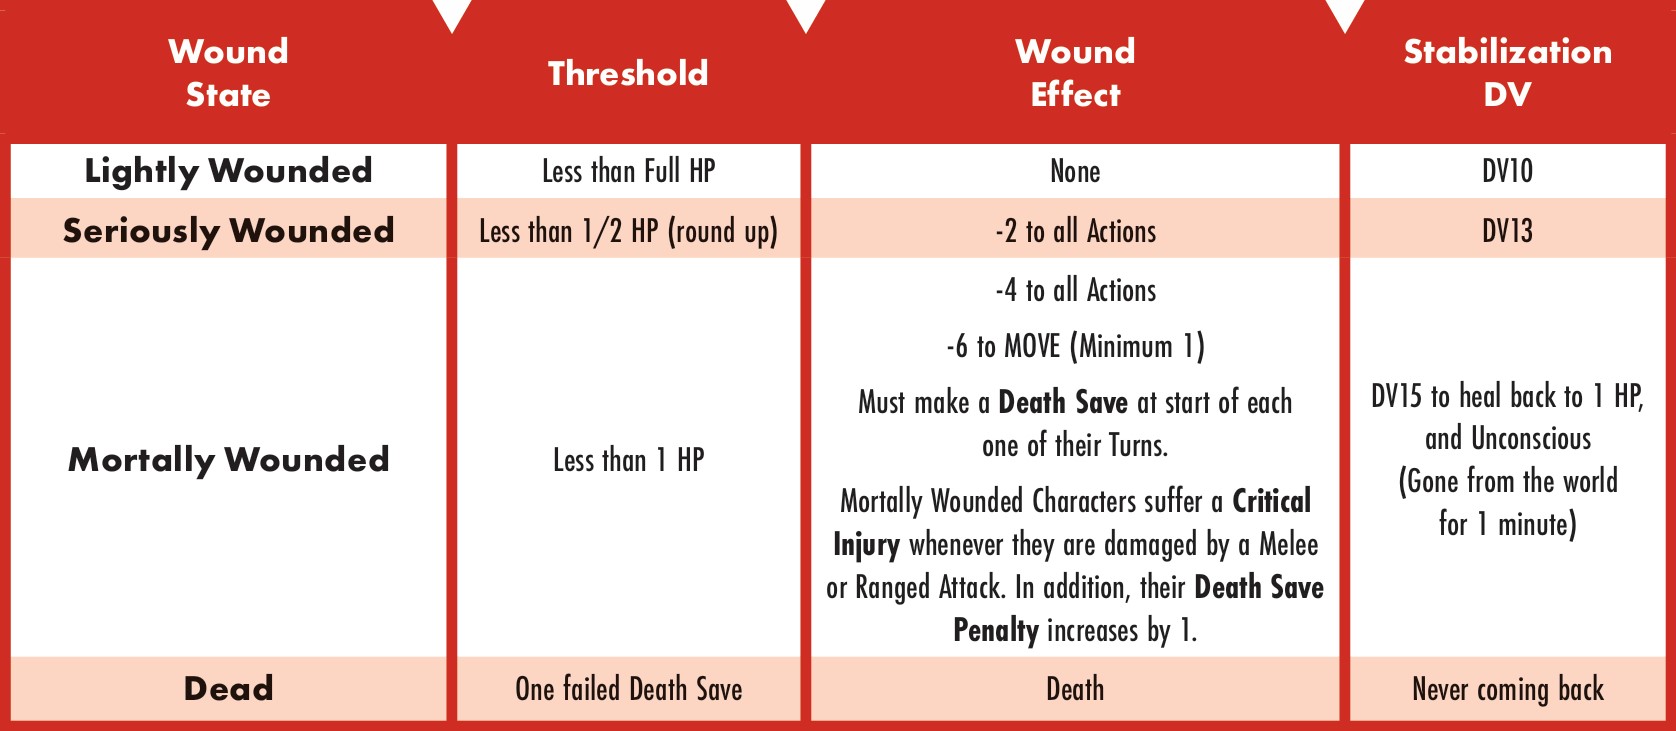 Wound
State
Threshold
Wound
Effect
Stabilization
DV
Lightly Wounded
Less than Full HP
None
DV10
Seriously Wounded
Less than 1/2 HP (round up)
-2 to all Actions
DV13
Mortally Wounded
Less than 1 HP
-4 to all Actions
-6 to MOVE (Minimum 1)
Must make a Death Save at start of each
one of their Turns.
Mortally Wounded Characters suffer a Critical
Injury whenever they are damaged by a Melee
or Ranged Attack. In addition, their Death Save
Penalty increases by 1.
DV15 to heal back to 1 HP,
and Unconscious
(Gone from the world
for 1 minute)
Dead
One failed Death Save
Death
Never coming back